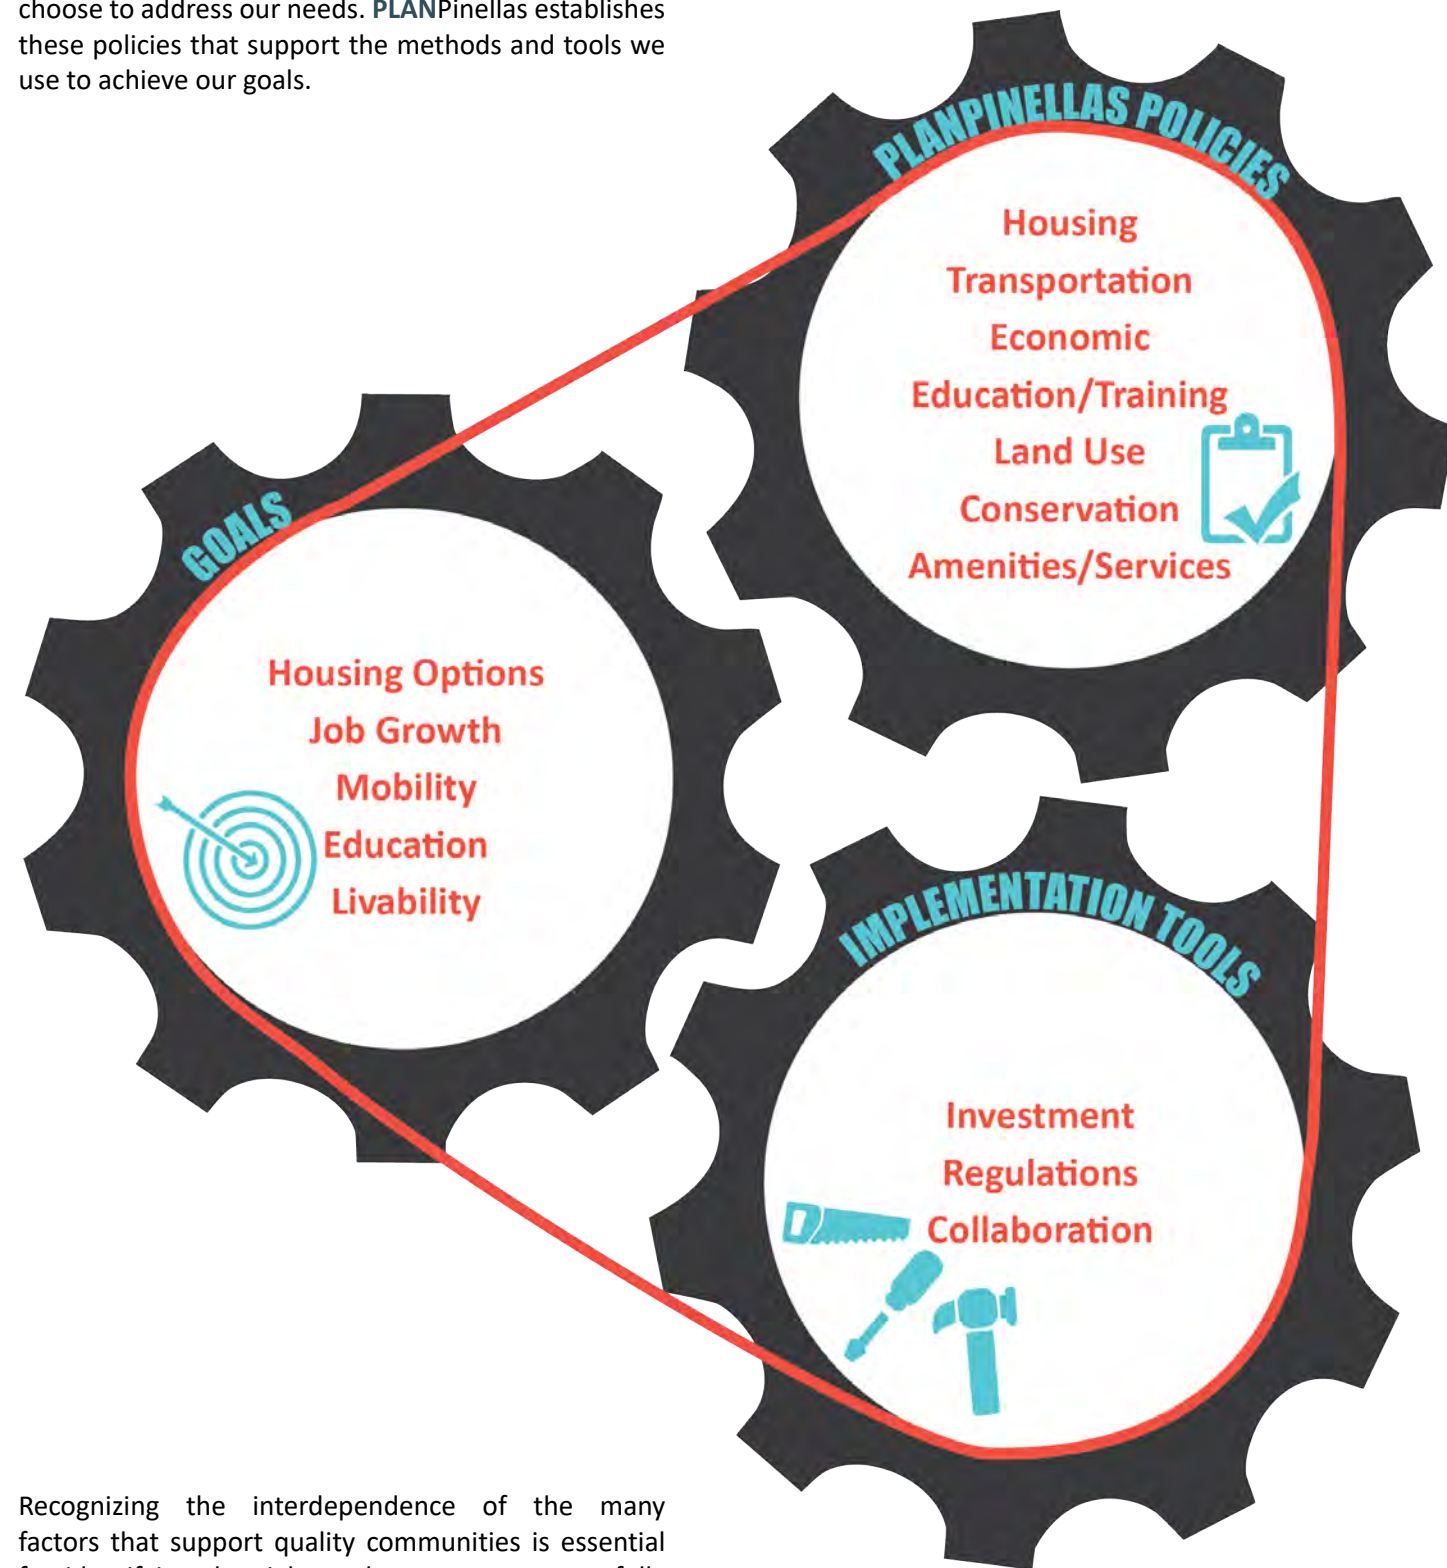 choose to address our needs. PLANPinellas establishes
these policies that support the methods and tools we
use to achieve our goals.
PLANPINELLAS POLICIES
Housing
Transportation
Economic
Education/Training
Land Use
Conservation
Amenities/Services
GOALS
Housing Options
Job Growth
Mobility
Education
Livability
IMPLEMENTATION TOOLS
Investment
Regulations
Collaboration
Recognizing the interdependence of the many
factors that support quality communities is essential